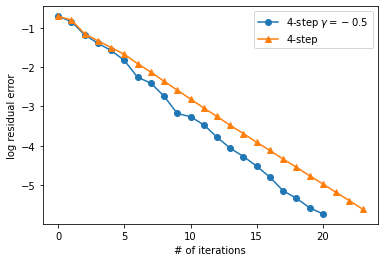 4-step γ = −0.5
4-step
log residual error
−1
−2
−3
−4
−5
0 5 10 15 20
# of iterations